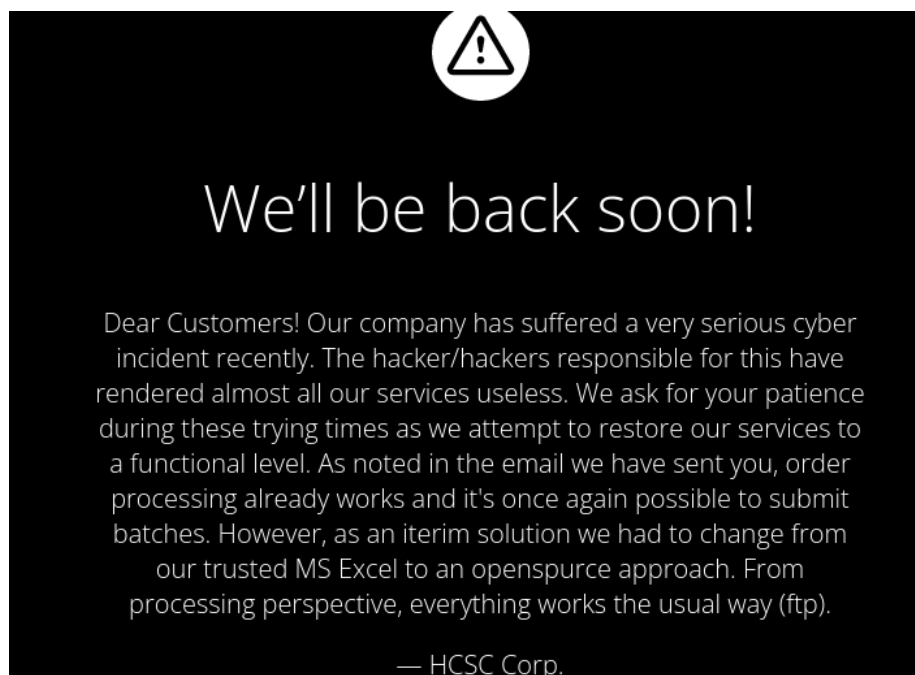 We'll be back soon!
Dear Customers! Our company has suffered a very serious cyber
incident recently. The hacker/hackers responsible for this have
rendered almost all our services useless. We ask for your patience
during these trying times as we attempt to restore our services to
a functional level. As noted in the email we have sent you, order
processing already works and it's once again possible to submit
batches. However, as an iterim solution we had to change from
our trusted MS Excel to an openspurce approach. From
processing perspective, everything works the usual way (ftp).
— HCSC Corp.